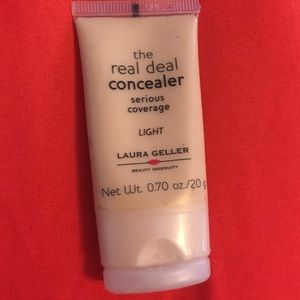 the
real deal
concealer
serious
coverage
LIGHT
LAURA GELLER
BEAUTY INGENUITY
Net Wt. 0.70 oz./20 g